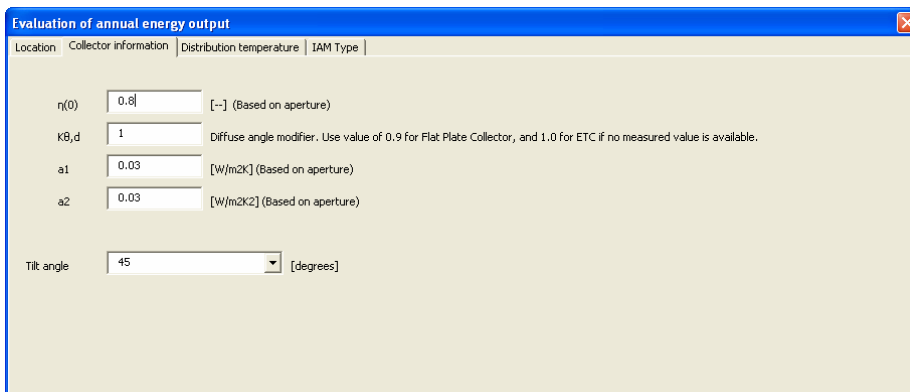 Evaluation of annual energy output
Location Collector information Distribution temperature IAM Type
η(0) 0.8 [--] (Based on aperture)
Kθ,d 1 Diffuse angle modifier. Use value of 0.9 for Flat Plate Collector, and 1.0 for ETC if no measured value is available.
a1 0.03 [W/m2K] (Based on aperture)
a2 0.03 [W/m2K2] (Based on aperture)
Tilt angle 45 [degrees]